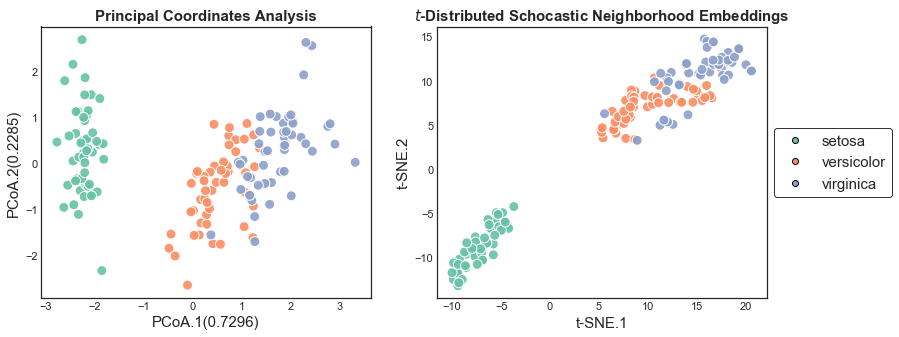 Principal Coordinates Analysis
PCoA.2(0.2285)
2
1
0
−1
−2
−3
−2
−1
0
1
2
3
PCoA.1(0.7296)
t-Distributed Schocastic Neighborhood Embeddings
t-SNE.2
15
10
5
0
−5
−10
−10
−5
0
5
10
15
20
t-SNE.1
setosa
versicolor
virginica